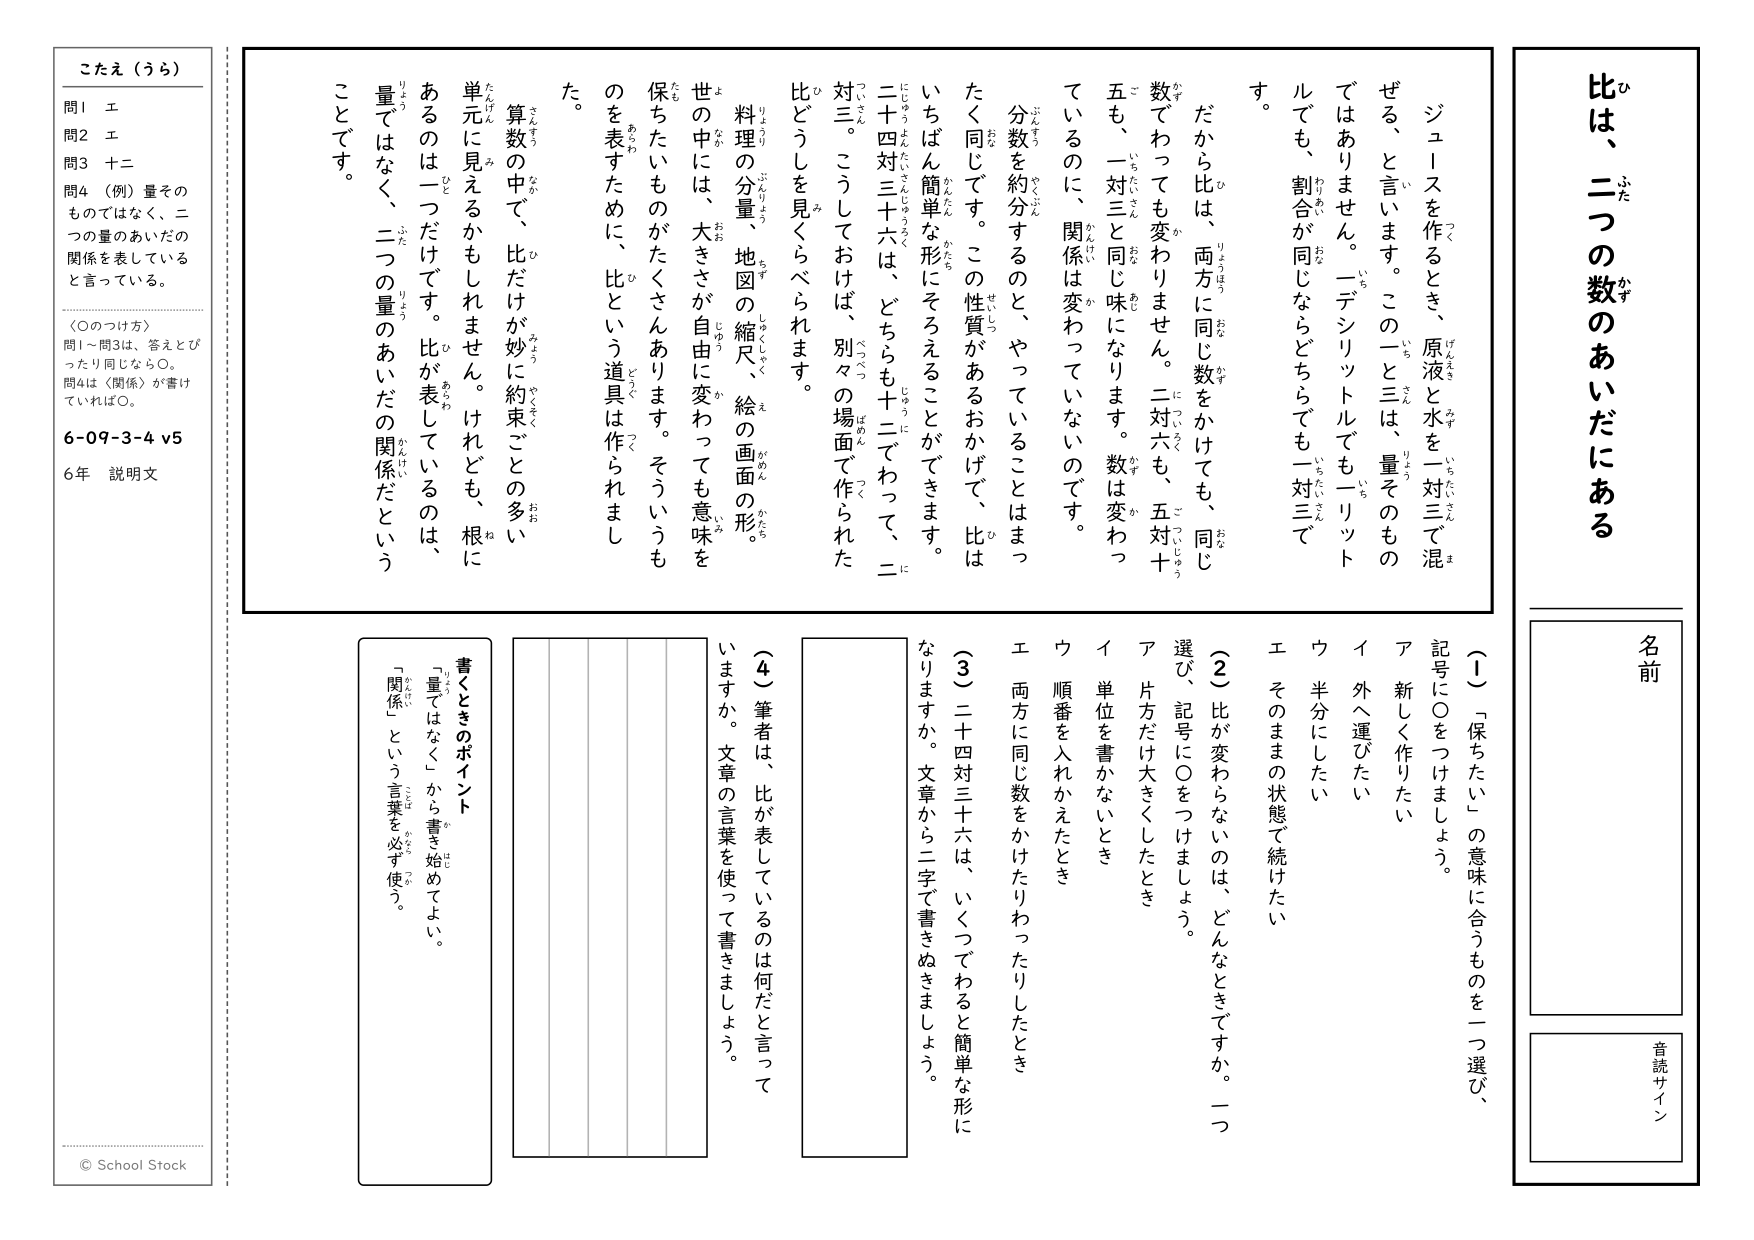 比は、二つの数のあいだにある
名前
音読サイン
ジュースを作るとき、原液と水を一対三で混
ぜる、と言います。この一と三は、量そのもの
ではありません。一デシリットルでも一リット
ルでも、割合が同じならどちらでも一対三で
す。
だから比は、両方に同じ数をかけても、同じ
数でわっても変わりません。二対六も、五対十
五も、一対三と同じ味になります。数は変わっ
ているのに、関係は変わっていないのです。
分数を約分するのと、やっていることはまっ
たく同じです。この性質があるおかげで、比は
いちばん簡単な形にそろえることができます。
二十四対三十六は、どちらも十二でわって、二
対三。こうしておけば、別々の場面で作られた
比どうしを見くらべられます。
料理の分量、地図の縮尺、絵の画面の形。
世の中には、大きさが自由に変わっても意味を
保ちたいものがたくさんあります。そういうも
のを表すために、比という道具は作られまし
た。
算数の中で、比だけが妙に約束ごとの多い
単元に見えるかもしれません。けれども、根に
あるのは一つだけです。比が表しているのは、
量ではなく、二つの量のあいだの関係だという
ことです。
(1)「保ちたい」の意味に合うものを一つ選び、
記号に○をつけましょう。
ア 新しく作りたい
イ 外へ運びたい
ウ 半分にしたい
エ そのままの状態で続けたい
(2) 比が変わらないのは、どんなときですか。一つ
選び、記号に○をつけましょう。
ア 片方だけ大きくしたとき
イ 単位を書かないとき
ウ 順番を入れかえたとき
エ 両方に同じ数をかけたりわったりしたとき
(3) 二十四対三十六は、いくつでわると簡単な形に
なりますか。文章から二字で書きぬきましょう。
(4) 筆者は、比が表しているのは何だと言って
いますか。文章の言葉を使って書きましょう。
書くときのポイント
「量ではなく」から書き始めてよい。
「関係」という言葉を必ず使う。
こたえ(うら)
問1 エ
問2 エ
問3 十二
問4 (例)量その
ものではなく、二
つの量のあいだの
関係を表している
と言っている。
〈○のつけ方〉
問1~問3は、答えとぴ
ったり同じなら○。
問4は〈関係〉が書け
ていれば○。
6-09-3-4 v5
6年 説明文
© School Stock